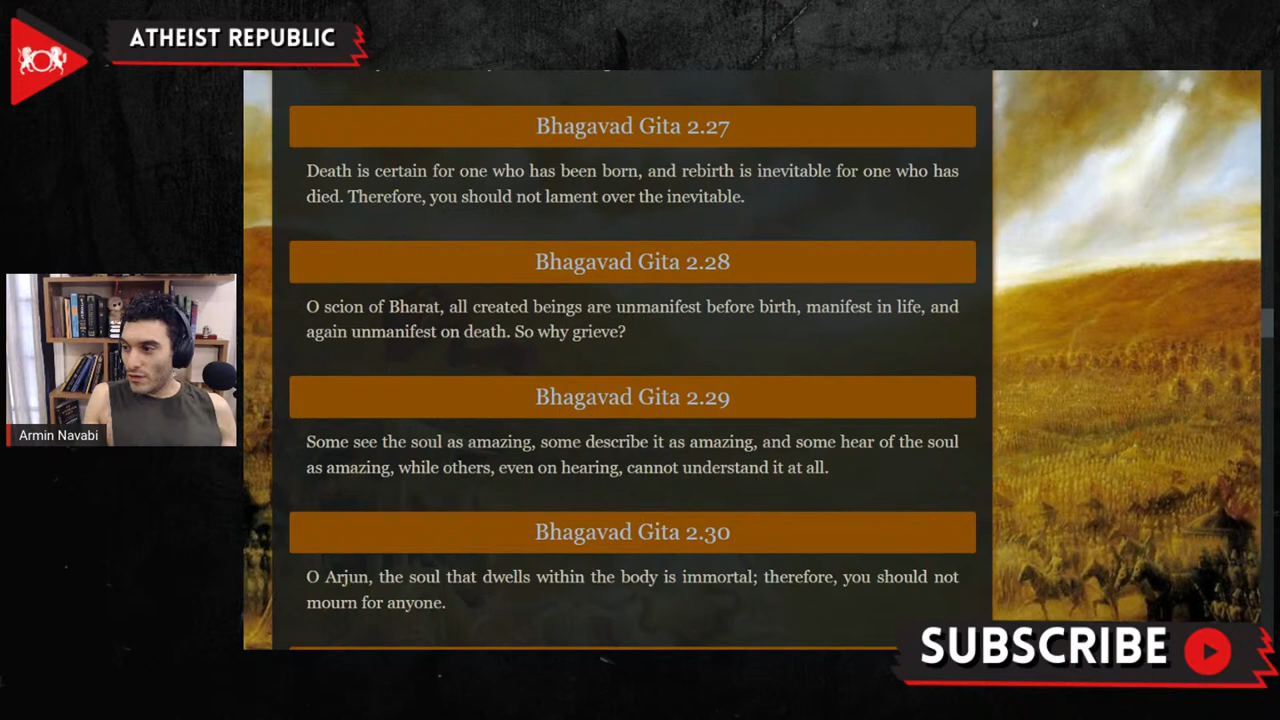 ATHEIST REPUBLIC
Bhagavad Gita 2.27
Death is certain for one who has been born, and rebirth is inevitable for one who has
died. Therefore, you should not lament over the inevitable.
Bhagavad Gita 2.28
O scion of Bharat, all created beings are unmanifest before birth, manifest in life, and
again unmanifest on death. So why grieve?
Bhagavad Gita 2.29
Some see the soul as amazing, some describe it as amazing, and some hear of the soul
as amazing, while others, even on hearing, cannot understand it at all.
Bhagavad Gita 2.30
O Arjun, the soul that dwells within the body is immortal; therefore, you should not
mourn for anyone.
Armin Navabi
SUBSCRIBE